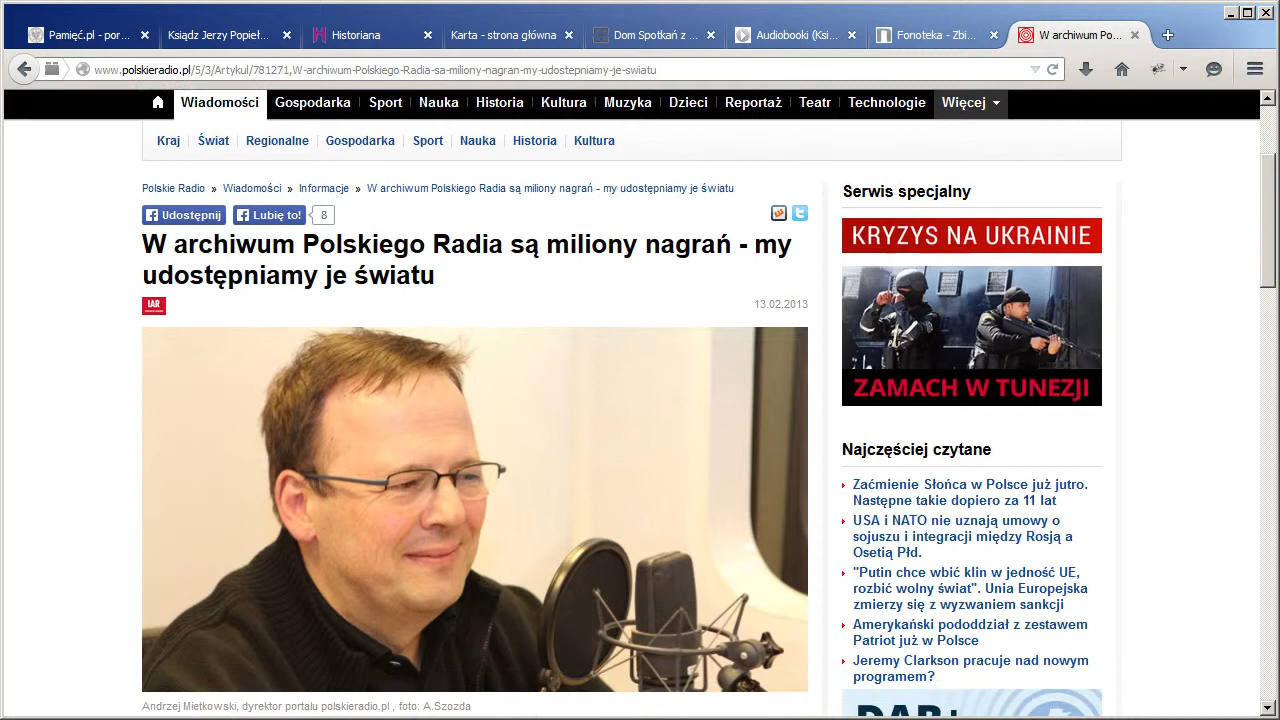 Pamięć.pl - por...
Ksiądz Jerzy Popieł...
Historiana
Karta - strona główna
Dom Spotkań z ...
Audiobooki (Ksi...
Fonoteka - Zbi...
W archiwum Po...
www.polskieradio.pl/5/3/Artykul/781271,W-archiwum-Polskiego-Radia-sa-miliony-nagran-my-udostepniamy-je-swiatu
Wiadomości Gospodarka Sport Nauka Historia Kultura Muzyka Dzieci Reportaż Teatr Technologie Więcej
Kraj Świat Regionalne Gospodarka Sport Nauka Historia Kultura
Polskie Radio » Wiadomości » Informacje » W archiwum Polskiego Radia są miliony nagrań - my udostępniamy je światu
Udostępnij Lubię to! 8
W archiwum Polskiego Radia są miliony nagrań - my
udostępniamy je światu
IAR
13.02.2013
Andrzej Mietkowski, dyrektor portalu polskieradio.pl , foto: A.Szozda
Serwis specjalny
KRYZYS NA UKRAINIE
ZAMACH W TUNEZJI
Najczęściej czytane
Zaćmienie Słońca w Polsce już jutro.
Następne takie dopiero za 11 lat
USA i NATO nie uznają umowy o
sojuszu i integracji między Rosją a
Osetią Płd.
"Putin chce wbić klin w jedność UE,
rozbić wolny świat". Unia Europejska
zmierzy się z wyzwaniem sankcji
Amerykański pododdział z zestawem
Patriot już w Polsce
Jeremy Clarkson pracuje nad nowym
programem?
DAB+